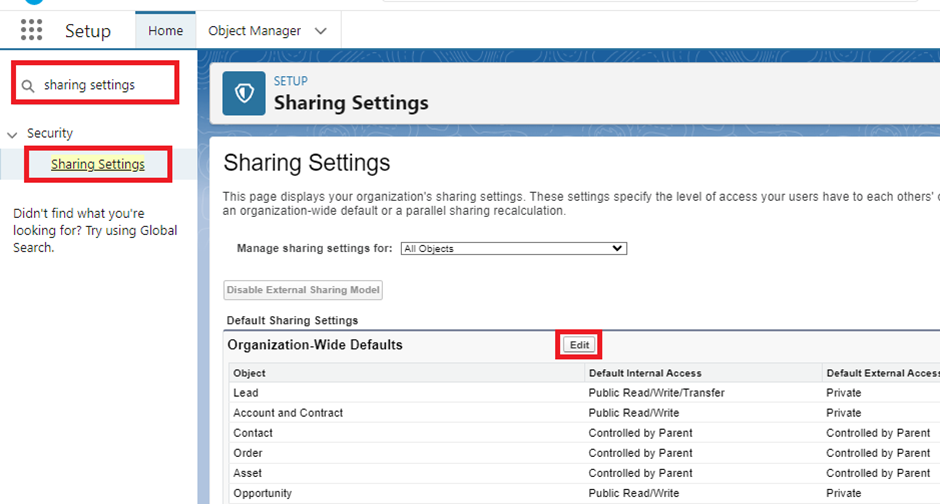 Setup
Home
Object Manager
sharing settings
Security
Sharing Settings
Didn't find what you're
looking for? Try using Global
Search.
SETUP
Sharing Settings
Sharing Settings
This page displays your organization's sharing settings. These settings specify the level of access your users have to each others'
an organization-wide default or a parallel sharing recalculation.
Manage sharing settings for: All Objects
Disable External Sharing Model
Default Sharing Settings
Organization-Wide Defaults Edit
Object Default Internal Access Default External Access
Lead Public Read/Write/Transfer Private
Account and Contract Public Read/Write Private
Contact Controlled by Parent Controlled by Parent
Order Controlled by Parent Controlled by Parent
Asset Controlled by Parent Controlled by Parent
Opportunity Public Read/Write Private